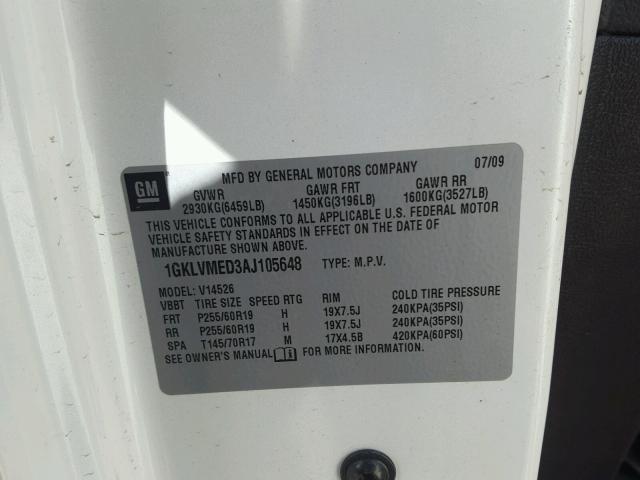 MFD BY GENERAL MOTORS COMPANY 07/09
GM
GVWR GAWR FRT GAWR RR
2930KG(6459LB) 1450KG(3196LB) 1600KG(3527LB)
THIS VEHICLE CONFORMS TO ALL APPLICABLE U.S. FEDERAL MOTOR
VEHICLE SAFETY STANDARDS IN EFFECT ON THE DATE OF
MANUFACTURE SHOWN ABOVE.
1GKLVMED3AJ105648 TYPE: M.P.V.
MODEL: V14526
VBBT TIRE SIZE SPEED RTG RIM COLD TIRE PRESSURE
FRT P255/60R19 H 19X7.5J 240KPA(35PSI)
RR P255/60R19 H 19X7.5J 240KPA(35PSI)
SPA T145/70R17 M 17X4.5B 420KPA(60PSI)
SEE OWNER'S MANUAL FOR MORE INFORMATION.